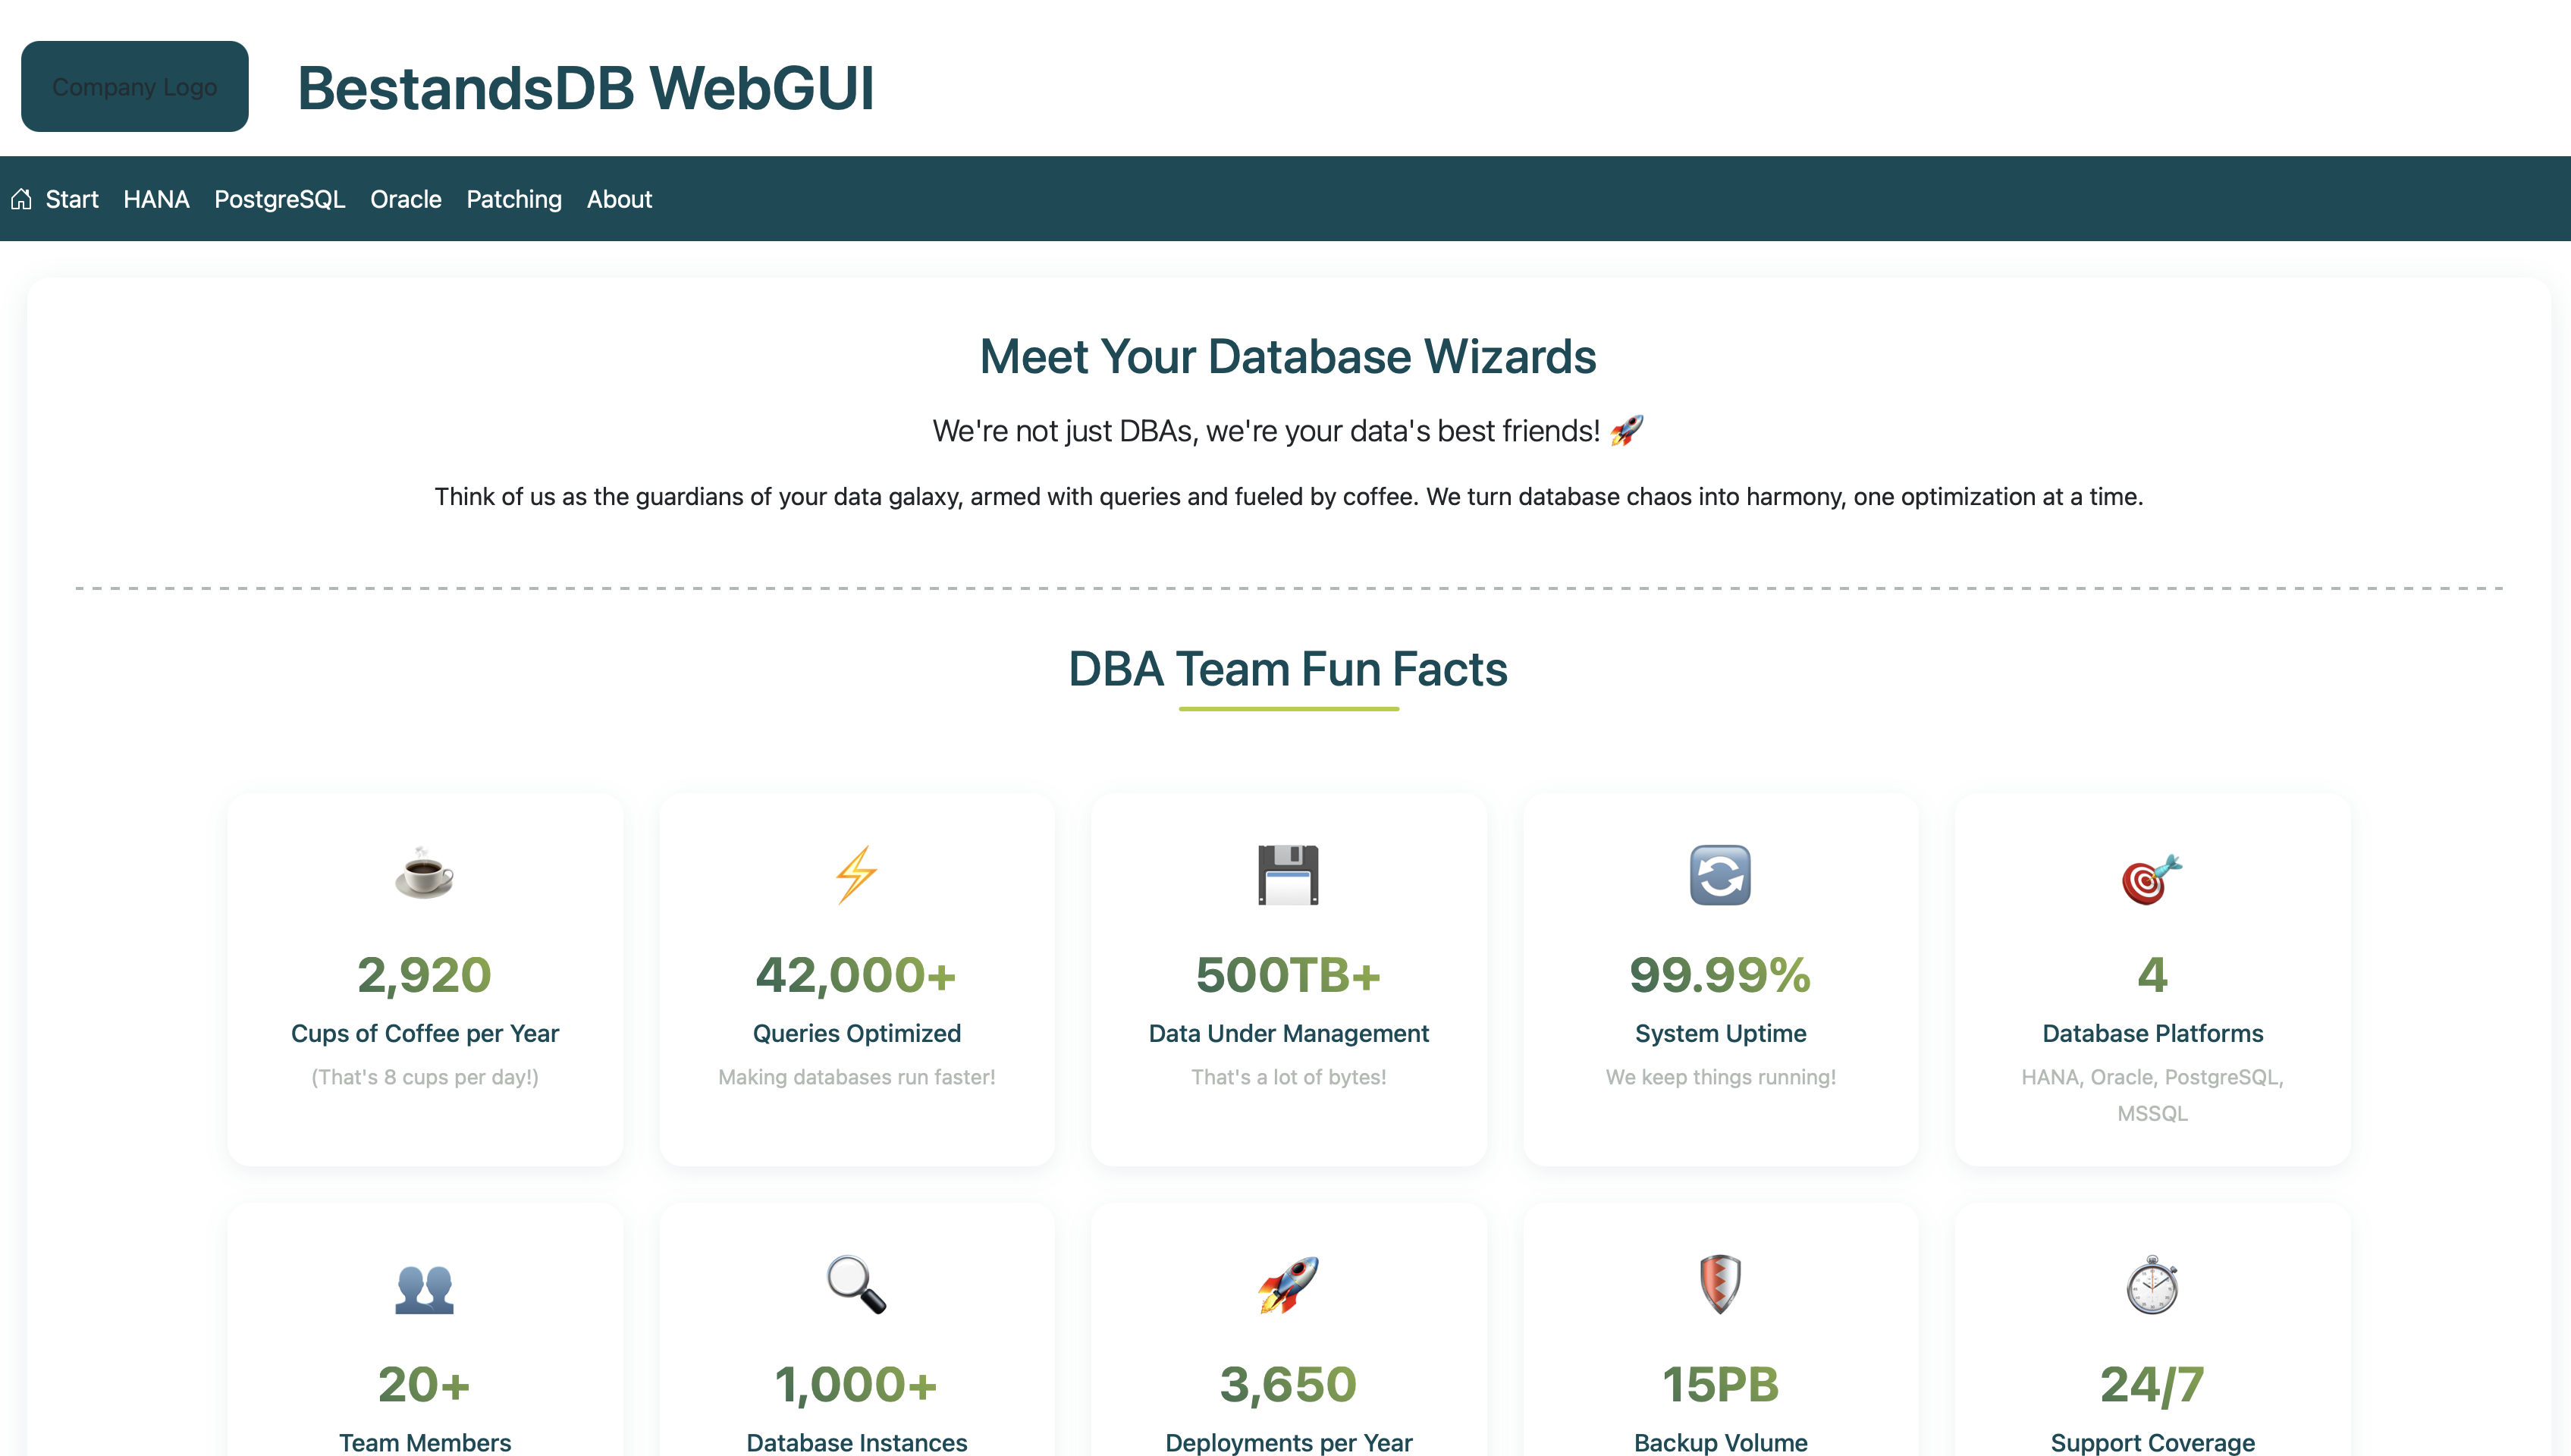 Company Logo
BestandsDB WebGUI
Start HANA PostgreSQL Oracle Patching About
Meet Your Database Wizards
We're not just DBAs, we're your data's best friends! 🚀
Think of us as the guardians of your data galaxy, armed with queries and fueled by coffee. We turn database chaos into harmony, one optimization at a time.
DBA Team Fun Facts
2,920
Cups of Coffee per Year
(That's 8 cups per day!)
42,000+
Queries Optimized
Making databases run faster!
500TB+
Data Under Management
That's a lot of bytes!
99.99%
System Uptime
We keep things running!
4
Database Platforms
HANA, Oracle, PostgreSQL,
MSSQL
20+
Team Members
1,000+
Database Instances
3,650
Deployments per Year
15PB
Backup Volume
24/7
Support Coverage